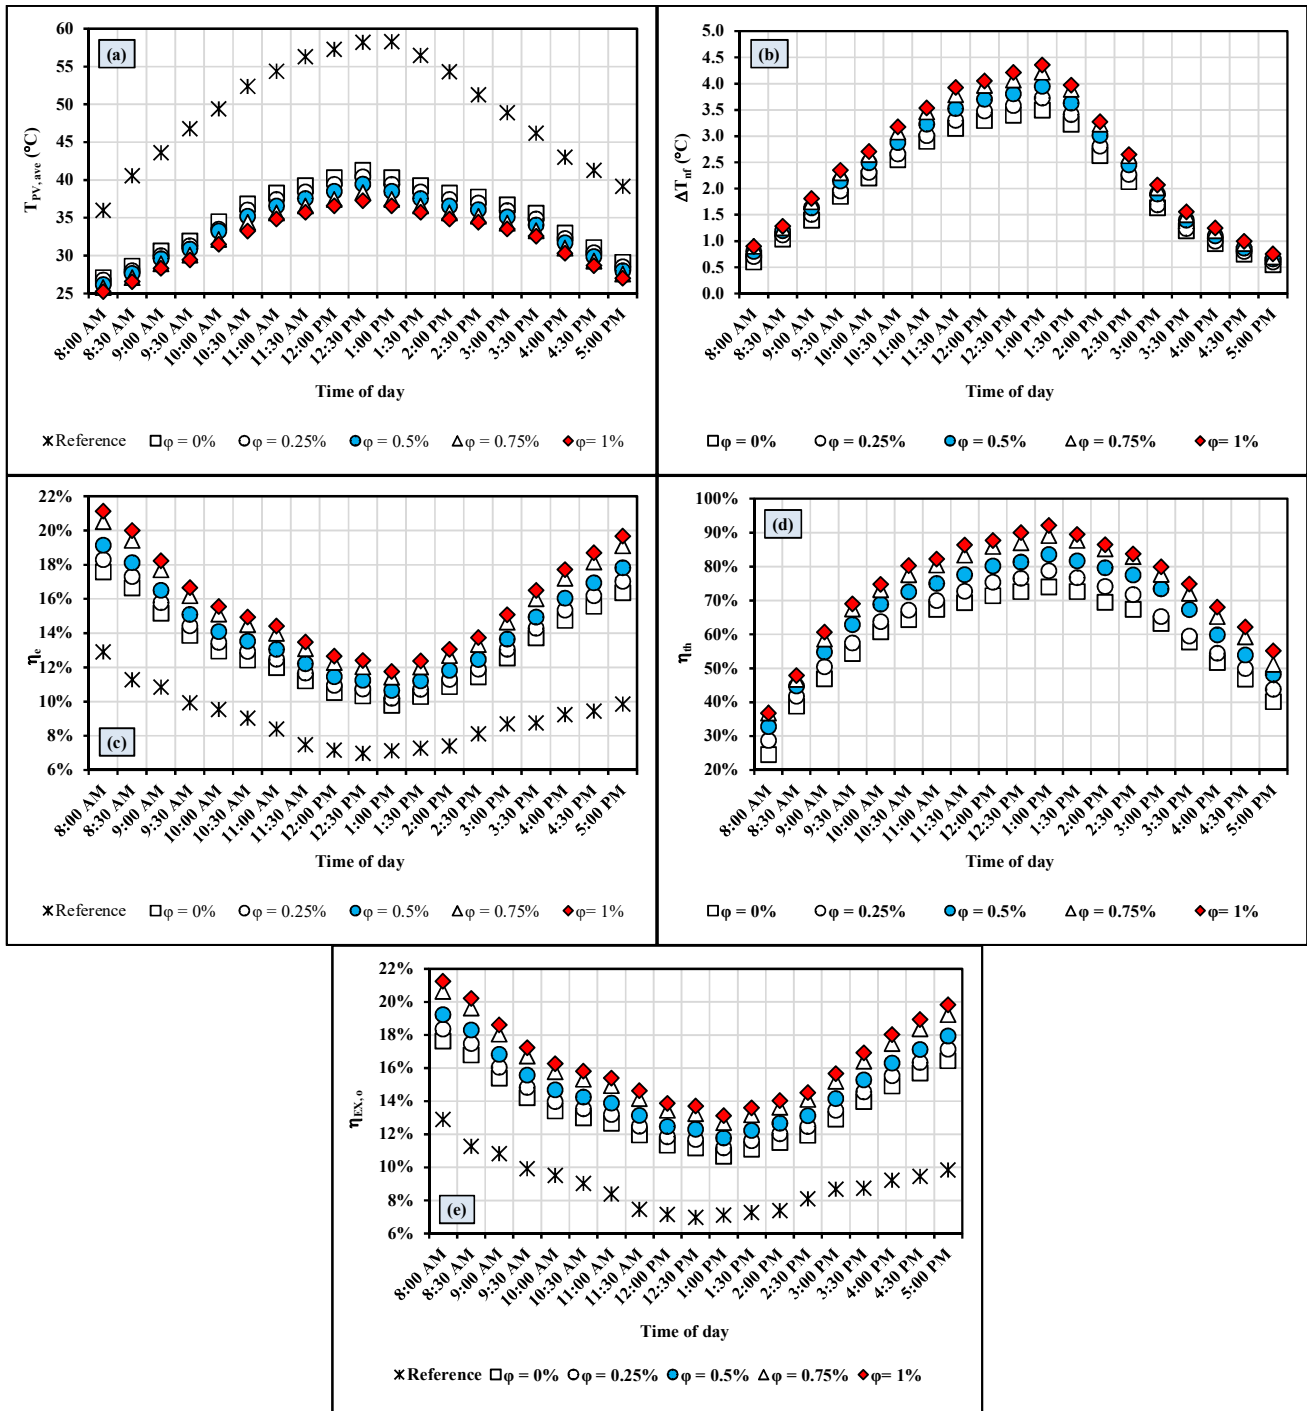 (a)
60
55
50
45
40
35
30
25
T_PV, ave (°C)
8:00 AM
8:30 AM
9:00 AM
9:30 AM
10:00 AM
10:30 AM
11:00 AM
11:30 AM
12:00 PM
12:30 PM
1:00 PM
1:30 PM
2:00 PM
2:30 PM
3:00 PM
3:30 PM
4:00 PM
4:30 PM
5:00 PM
Time of day
Reference φ = 0% φ = 0.25% φ = 0.5% φ = 0.75% φ= 1%
(b)
5.0
4.5
4.0
3.5
3.0
2.5
2.0
1.5
1.0
0.5
0.0
ΔT_nf (°C)
8:00 AM
8:30 AM
9:00 AM
9:30 AM
10:00 AM
10:30 AM
11:00 AM
11:30 AM
12:00 PM
12:30 PM
1:00 PM
1:30 PM
2:00 PM
2:30 PM
3:00 PM
3:30 PM
4:00 PM
4:30 PM
5:00 PM
Time of day
φ = 0% φ = 0.25% φ = 0.5% φ = 0.75% φ= 1%
(c)
22%
20%
18%
16%
14%
12%
10%
8%
6%
η_e
8:00 AM
8:30 AM
9:00 AM
9:30 AM
10:00 AM
10:30 AM
11:00 AM
11:30 AM
12:00 PM
12:30 PM
1:00 PM
1:30 PM
2:00 PM
2:30 PM
3:00 PM
3:30 PM
4:00 PM
4:30 PM
5:00 PM
Time of day
Reference φ = 0% φ = 0.25% φ = 0.5% φ = 0.75% φ= 1%
(d)
100%
90%
80%
70%
60%
50%
40%
30%
20%
η_th
8:00 AM
8:30 AM
9:00 AM
9:30 AM
10:00 AM
10:30 AM
11:00 AM
11:30 AM
12:00 PM
12:30 PM
1:00 PM
1:30 PM
2:00 PM
2:30 PM
3:00 PM
3:30 PM
4:00 PM
4:30 PM
5:00 PM
Time of day
φ = 0% φ = 0.25% φ = 0.5% φ = 0.75% φ= 1%
(e)
22%
20%
18%
16%
14%
12%
10%
8%
6%
η_EX, o
8:00 AM
8:30 AM
9:00 AM
9:30 AM
10:00 AM
10:30 AM
11:00 AM
11:30 AM
12:00 PM
12:30 PM
1:00 PM
1:30 PM
2:00 PM
2:30 PM
3:00 PM
3:30 PM
4:00 PM
4:30 PM
5:00 PM
Time of day
Reference φ = 0% φ = 0.25% φ = 0.5% φ = 0.75% φ= 1%